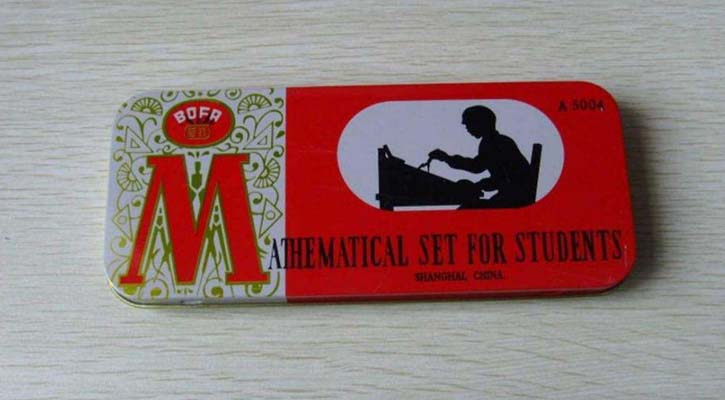 BOFA
A 5004
MATHEMATICAL SET FOR STUDENTS
SHANGHAI, CHINA.